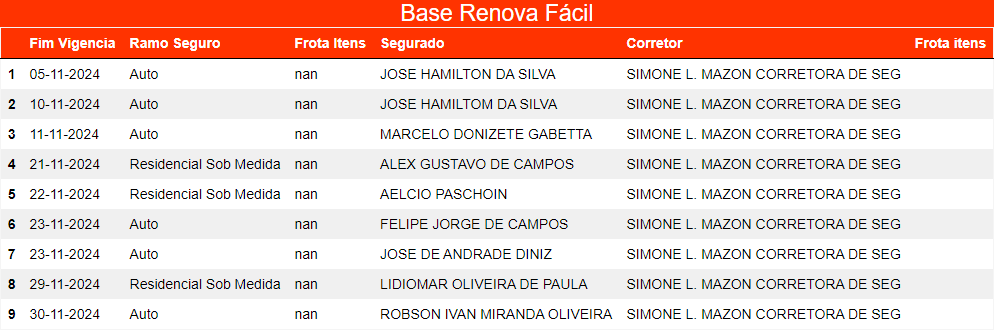 Base Renova Fácil
Fim Vigencia Ramo Seguro Frota Itens Segurado Corretor Frota itens
1 05-11-2024 Auto nan JOSE HAMILTON DA SILVA SIMONE L. MAZON CORRETORA DE SEG
2 10-11-2024 Auto nan JOSE HAMILTOM DA SILVA SIMONE L. MAZON CORRETORA DE SEG
3 11-11-2024 Auto nan MARCELO DONIZETE GABETTA SIMONE L. MAZON CORRETORA DE SEG
4 21-11-2024 Residencial Sob Medida nan ALEX GUSTAVO DE CAMPOS SIMONE L. MAZON CORRETORA DE SEG
5 22-11-2024 Residencial Sob Medida nan AELCIO PASCHOIN SIMONE L. MAZON CORRETORA DE SEG
6 23-11-2024 Auto nan FELIPE JORGE DE CAMPOS SIMONE L. MAZON CORRETORA DE SEG
7 23-11-2024 Auto nan JOSE DE ANDRADE DINIZ SIMONE L. MAZON CORRETORA DE SEG
8 29-11-2024 Residencial Sob Medida nan LIDIOMAR OLIVEIRA DE PAULA SIMONE L. MAZON CORRETORA DE SEG
9 30-11-2024 Auto nan ROBSON IVAN MIRANDA OLIVEIRA SIMONE L. MAZON CORRETORA DE SEG